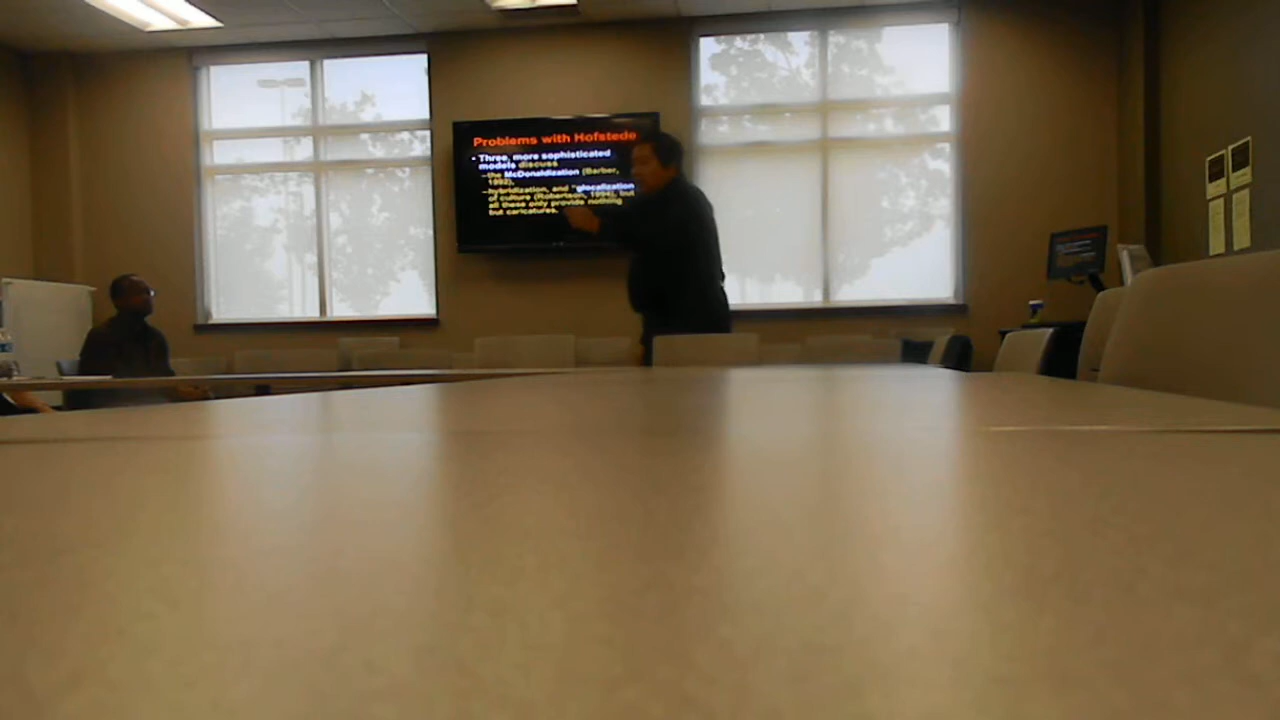 Problems with Hofstede
• Three, more sophisticated
models discuss
–the McDonaldization (Barber,
1992),
–hybridization, and "glocalization
of culture (Robertson, 1994), but
all these only provide nothing
but caricatures.